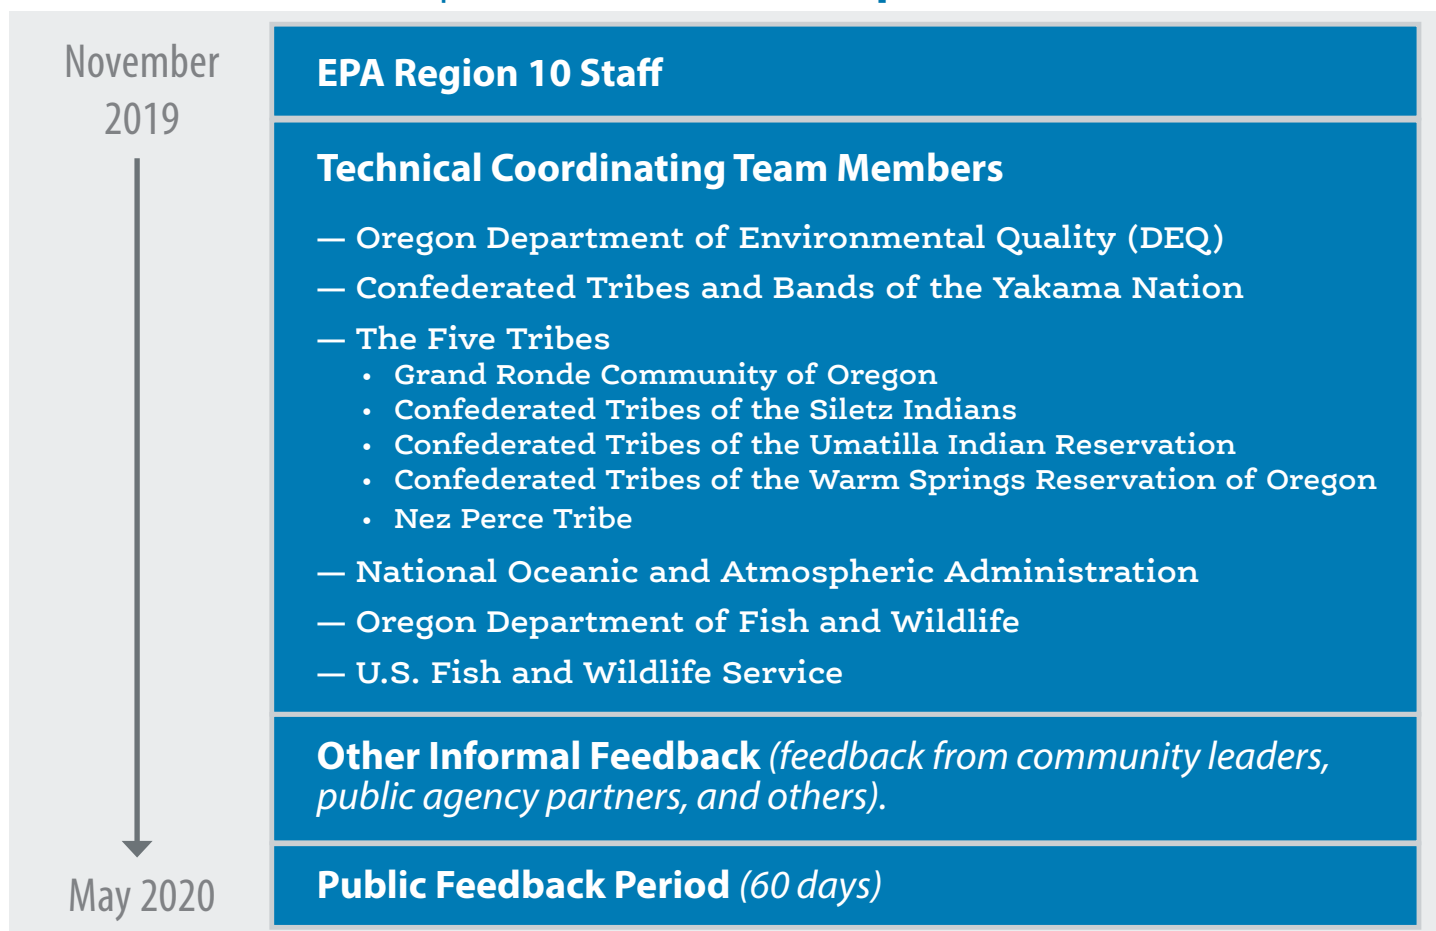 November
2019
EPA Region 10 Staff
Technical Coordinating Team Members
— Oregon Department of Environmental Quality (DEQ)
— Confederated Tribes and Bands of the Yakama Nation
— The Five Tribes
• Grand Ronde Community of Oregon
• Confederated Tribes of the Siletz Indians
• Confederated Tribes of the Umatilla Indian Reservation
• Confederated Tribes of the Warm Springs Reservation of Oregon
• Nez Perce Tribe
— National Oceanic and Atmospheric Administration
— Oregon Department of Fish and Wildlife
— U.S. Fish and Wildlife Service
Other Informal Feedback (feedback from community leaders,
public agency partners, and others).
May 2020
Public Feedback Period (60 days)